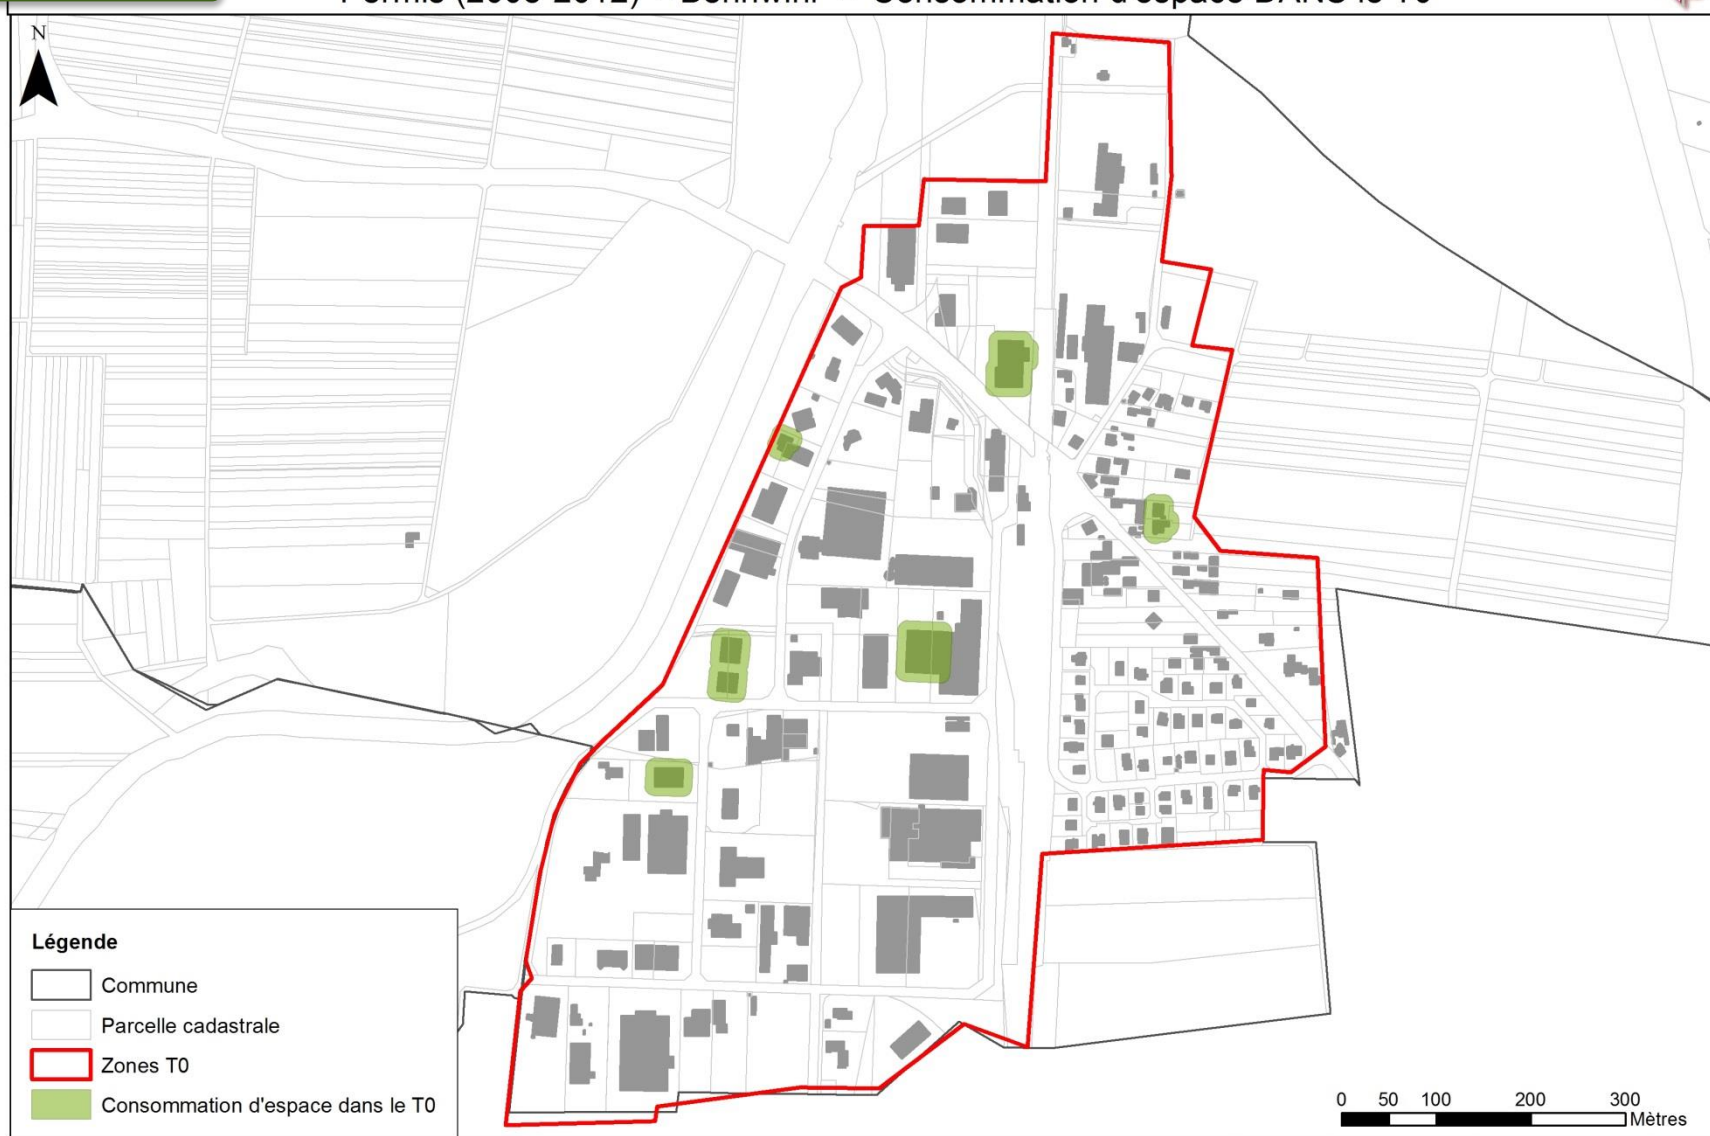 N
Légende
Commune
Parcelle cadastrale
Zones T0
Consommation d'espace dans le T0
0 50 100 200 300
Mètres